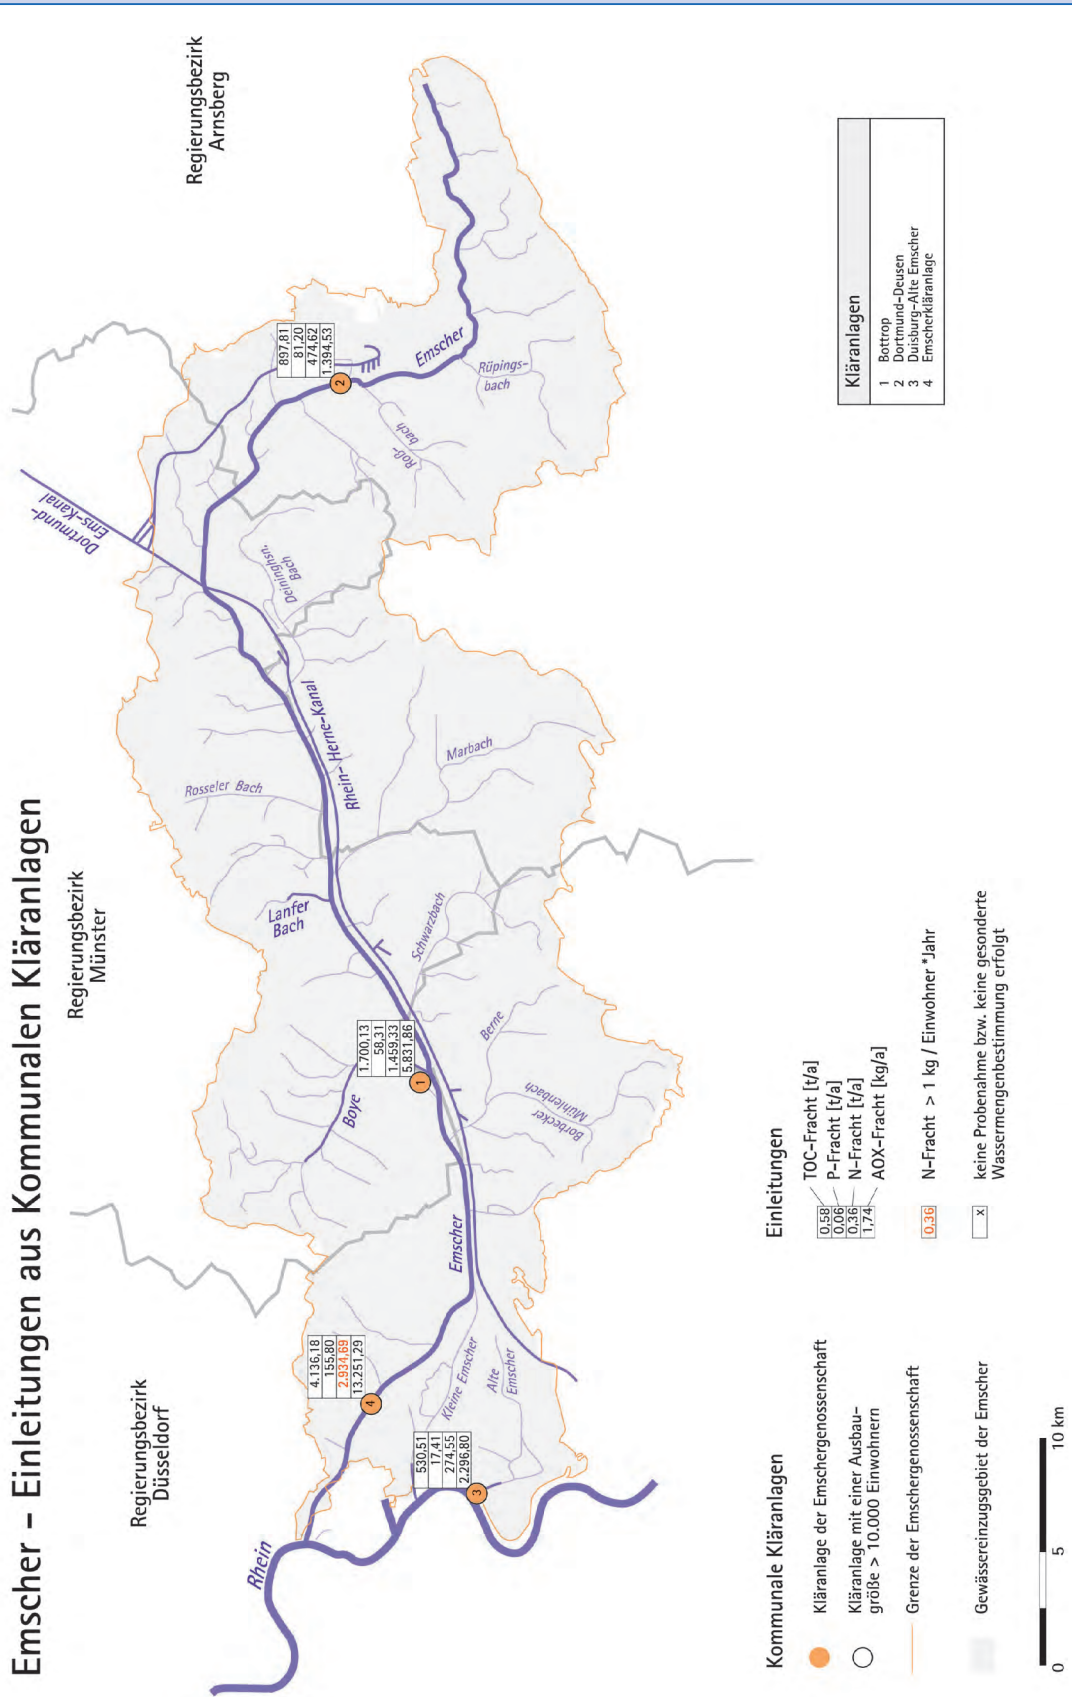 Emscher – Einleitungen aus Kommunalen Kläranlagen
Regierungsbezirk
Düsseldorf
Regierungsbezirk
Münster
Regierungsbezirk
Arnsberg
Dortmund-
Ems-Kanal
Rhein
Rosseler Bach
Lanfer
Bach
Deininghsn.
Bach
Rhein- Herne-Kanal
Emscher
Roß-
bach
Rüpings-
bach
Marbach
Schwarzbach
Boye
Berne
Borbecker
Mühlenbach
Emscher
Kleine Emscher
Alte
Emscher
4
4.136,18
155,80
2.934,69
13.251,29
3
530,51
17,41
274,55
2.296,80
1
1.700,13
58,31
1.459,33
5.831,86
2
897,81
81,20
474,62
1.394,53
Kommunale Kläranlagen
Kläranlage der Emschergenossenschaft
Kläranlage mit einer Ausbau-
größe > 10.000 Einwohnern
Grenze der Emschergenossenschaft
Gewässereinzugsgebiet der Emscher
0 5 10 km
Einleitungen
0,58 TOC-Fracht [t/a]
0,06 P-Fracht [t/a]
0,36 N-Fracht [t/a]
1,74 AOX-Fracht [kg/a]
0,36 N-Fracht > 1 kg / Einwohner *Jahr
x keine Probenahme bzw. keine gesonderte
Wassermengenbestimmung erfolgt
Kläranlagen
1 Bottrop
2 Dortmund-Deusen
3 Duisburg-Alte Emscher
4 Emscherkläranlage